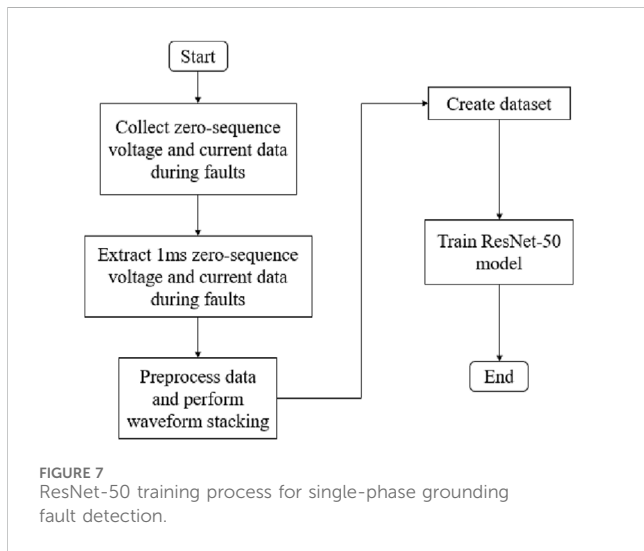 Start
Collect zero-sequence
voltage and current data
during faults
Extract 1ms zero-sequence
voltage and current data
during faults
Preprocess data
and perform
waveform stacking
Create dataset
Train ResNet-50
model
End
FIGURE 7
ResNet-50 training process for single-phase grounding
fault detection.